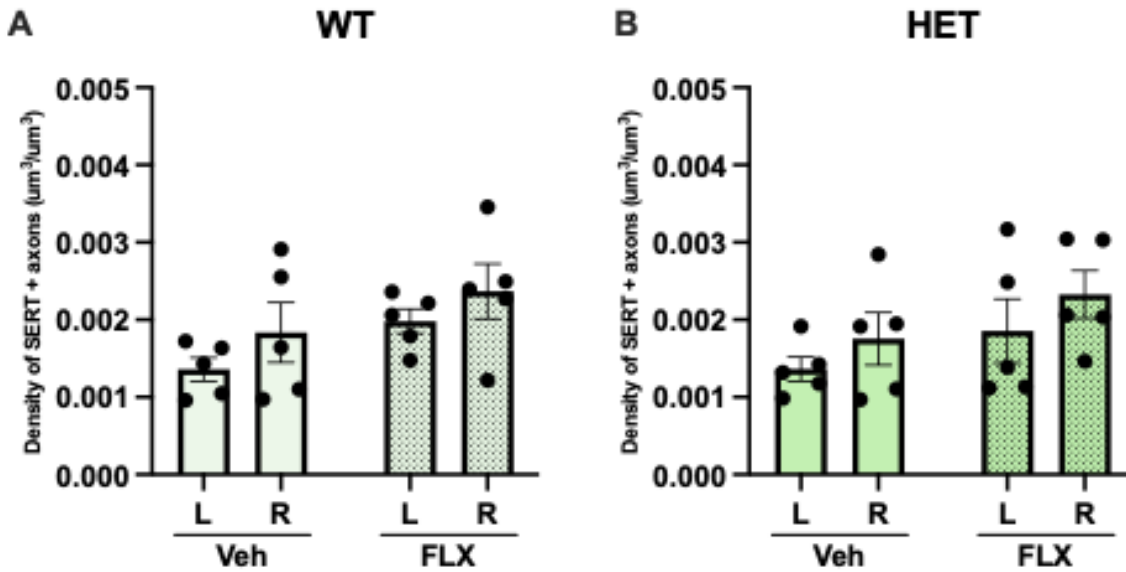 A
WT
Density of SERT + axons (um³/um³)
0.005
0.004
0.003
0.002
0.001
0.000
L R L R
Veh FLX
B
HET
Density of SERT + axons (um³/um³)
0.005
0.004
0.003
0.002
0.001
0.000
L R L R
Veh FLX